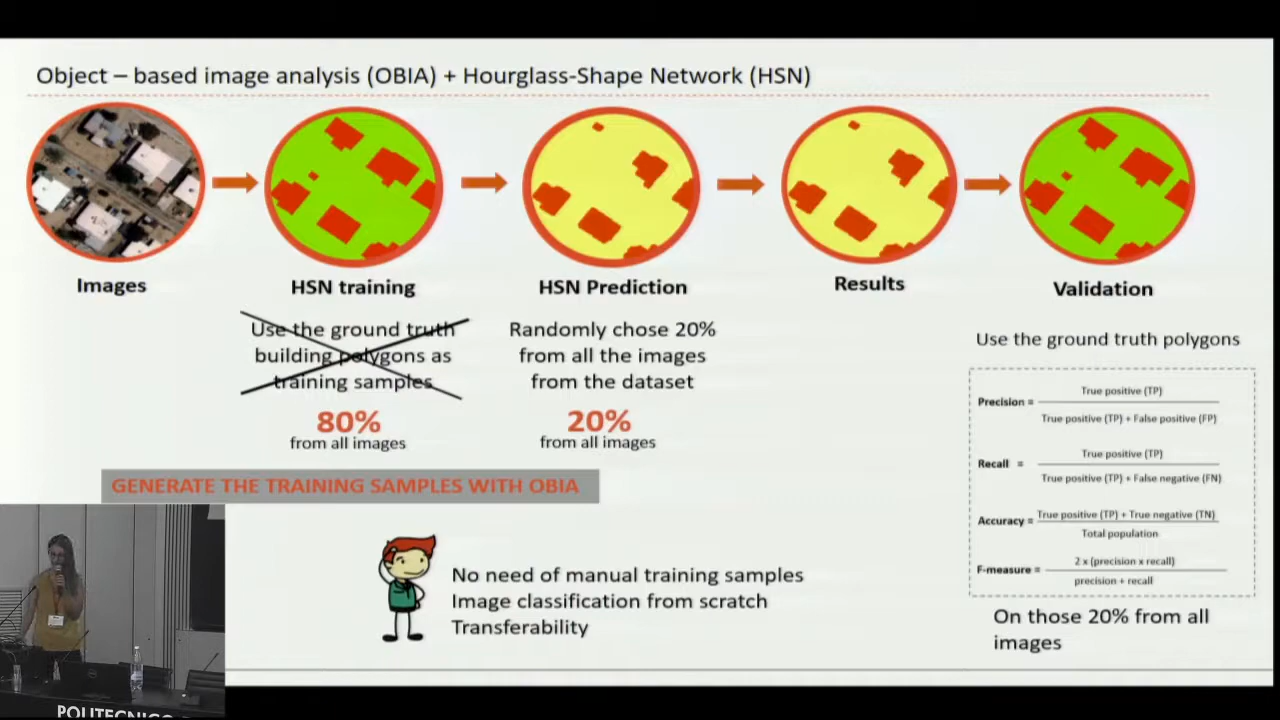 Object – based image analysis (OBIA) + Hourglass-Shape Network (HSN)
Images
HSN training
HSN Prediction
Results
Validation
Use the ground truth
building polygons as
training samples
80%
from all images
Randomly chose 20%
from all the images
from the dataset
20%
from all images
GENERATE THE TRAINING SAMPLES WITH OBIA
No need of manual training samples
Image classification from scratch
Transferability
Use the ground truth polygons
Precision = True positive (TP)
True positive (TP) + False positive (FP)
Recall = True positive (TP)
True positive (TP) + False negative (FN)
Accuracy = True positive (TP) + True negative (TN)
Total population
F-measure = 2 x (precision x recall)
precision + recall
On those 20% from all
images
POLITECNICO